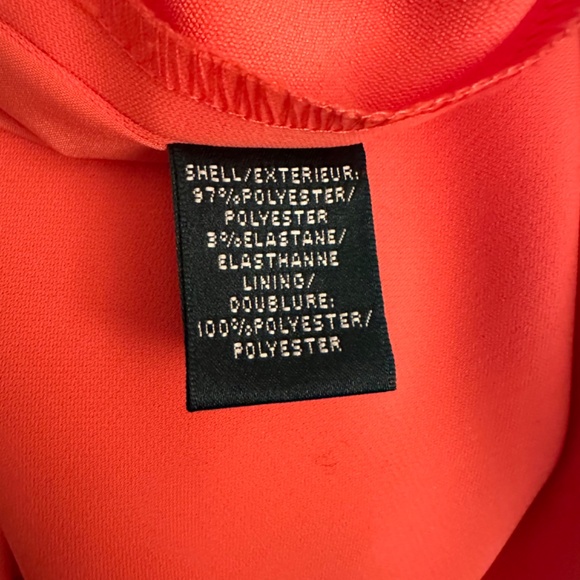 SHELL/EXTERIEUR:
97%POLYESTER/
POLYESTER
3%ELASTANE/
ELASTHANNE
LINING/
DOUBLURE:
100%POLYESTER/
POLYESTER